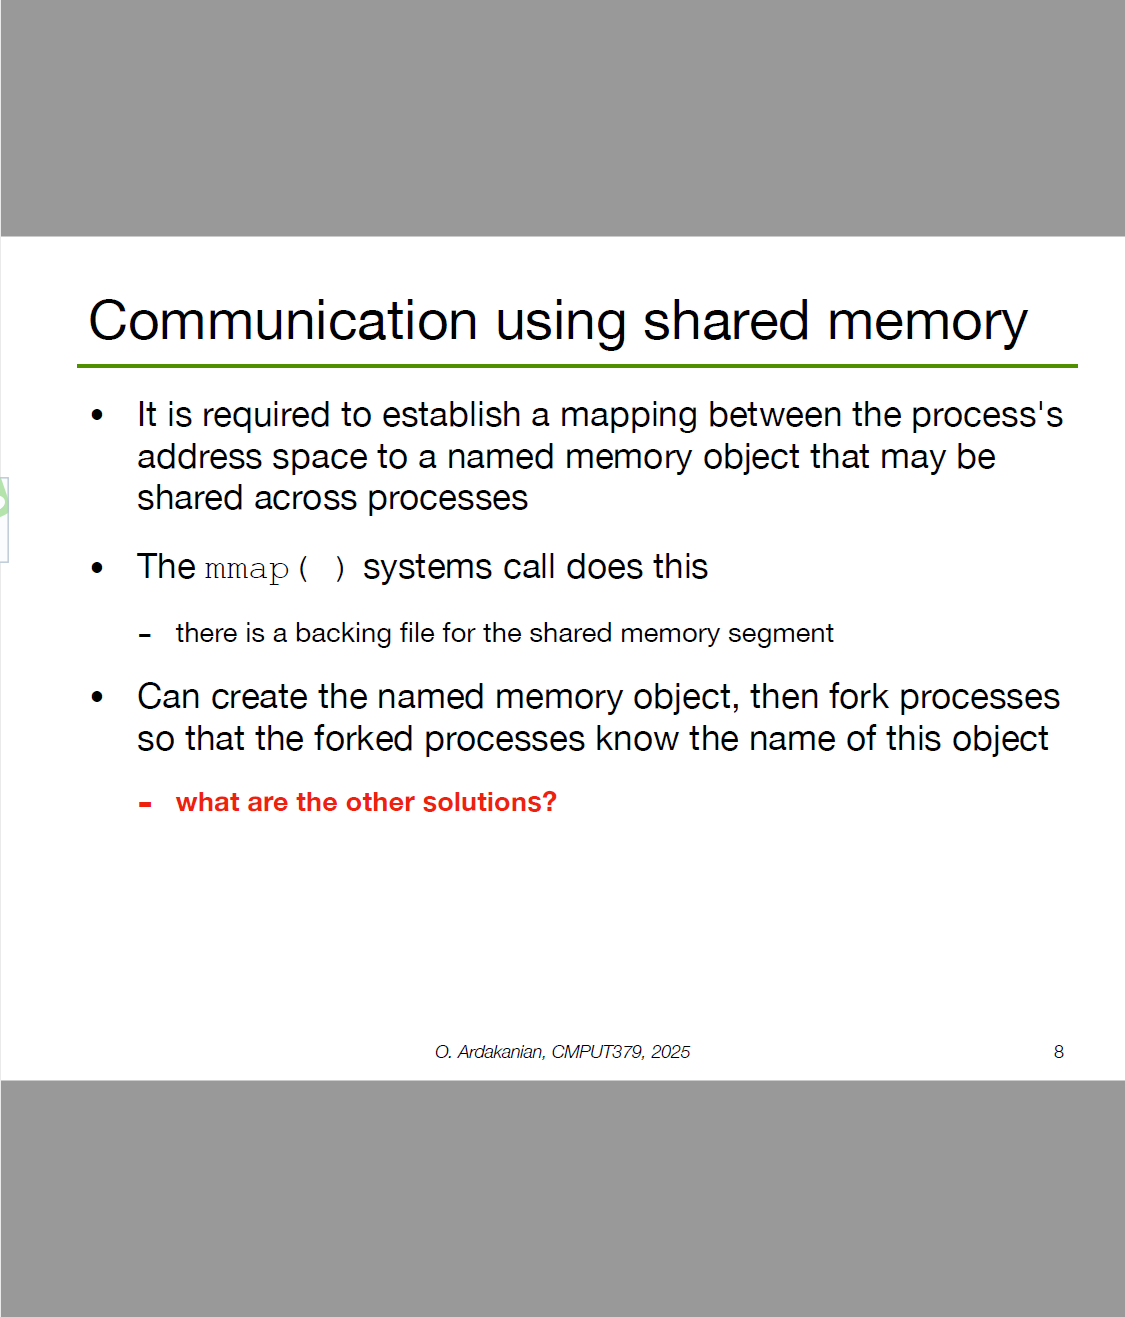 Communication using shared memory
• It is required to establish a mapping between the process's
address space to a named memory object that may be
shared across processes
• The mmap( ) systems call does this
- there is a backing file for the shared memory segment
• Can create the named memory object, then fork processes
so that the forked processes know the name of this object
- what are the other solutions?
O. Ardakanian, CMPUT379, 2025
8